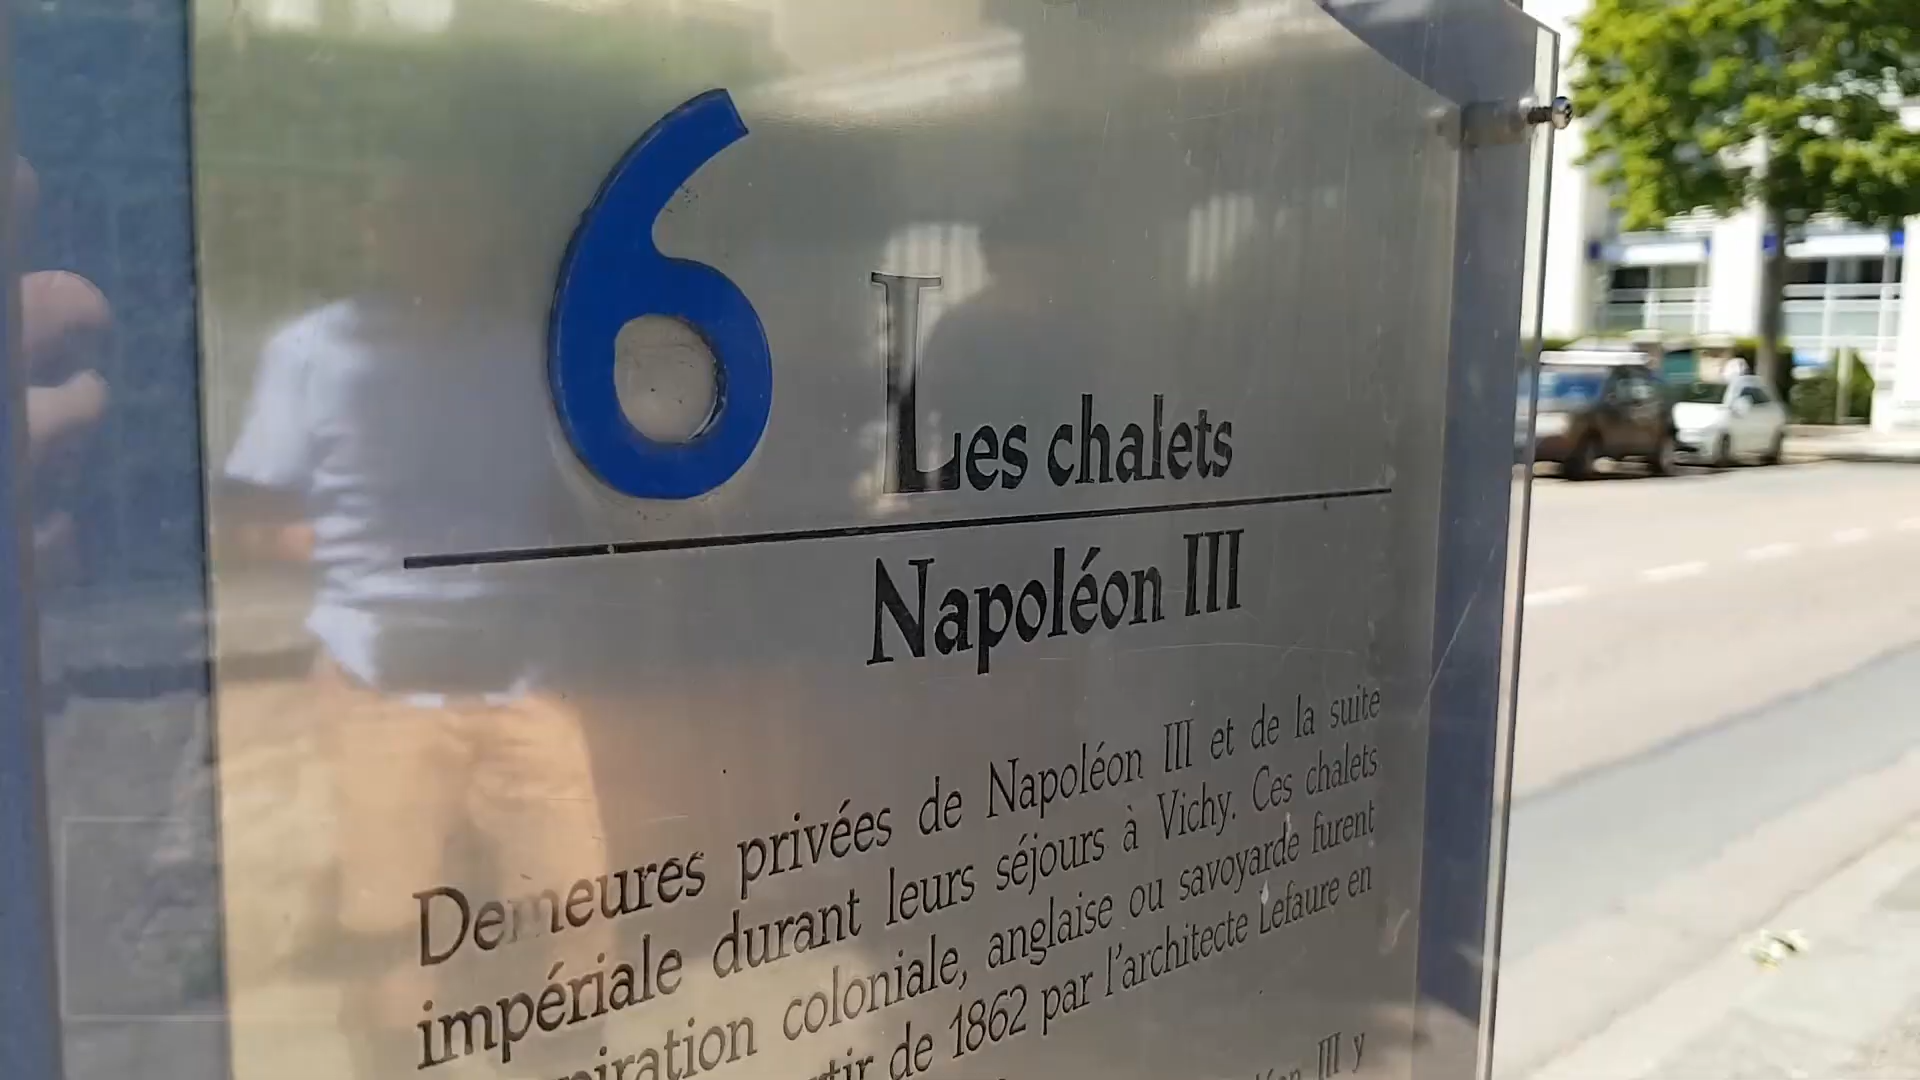 6 Les chalets
Napoléon III
Demeures privées de Napoléon III et de la suite
impériale durant leurs séjours à Vichy. Ces chalets
coloniale, anglaise ou savoyarde furent
de 1862 par l'architecte Lefaure en
III y